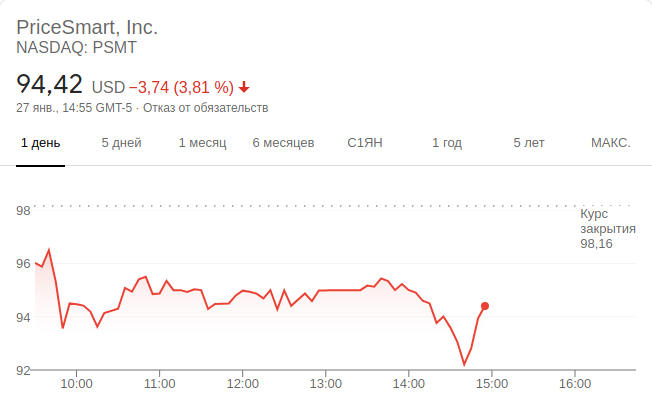 PriceSmart, Inc.
NASDAQ: PSMT
94,42 USD −3,74 (3,81 %)
27 янв., 14:55 GMT-5 · Отказ от обязательств
1 день 5 дней 1 месяц 6 месяцев С1ЯН 1 год 5 лет МАКС.
98
Курс
закрытия
98,16
96
94
92
10:00 11:00 12:00 13:00 14:00 15:00 16:00